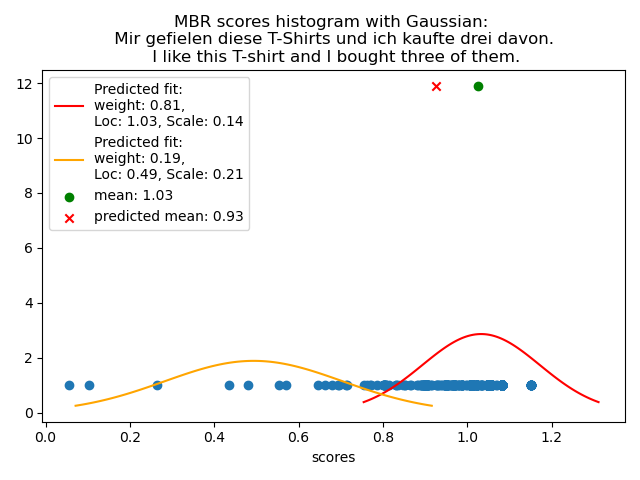 MBR scores histogram with Gaussian:
Mir gefielen diese T-Shirts und ich kaufte drei davon.
I like this T-shirt and I bought three of them.
Predicted fit:
weight: 0.81,
Loc: 1.03, Scale: 0.14
Predicted fit:
weight: 0.19,
Loc: 0.49, Scale: 0.21
mean: 1.03
predicted mean: 0.93
12
10
8
6
4
2
0
0.0 0.2 0.4 0.6 0.8 1.0 1.2
scores